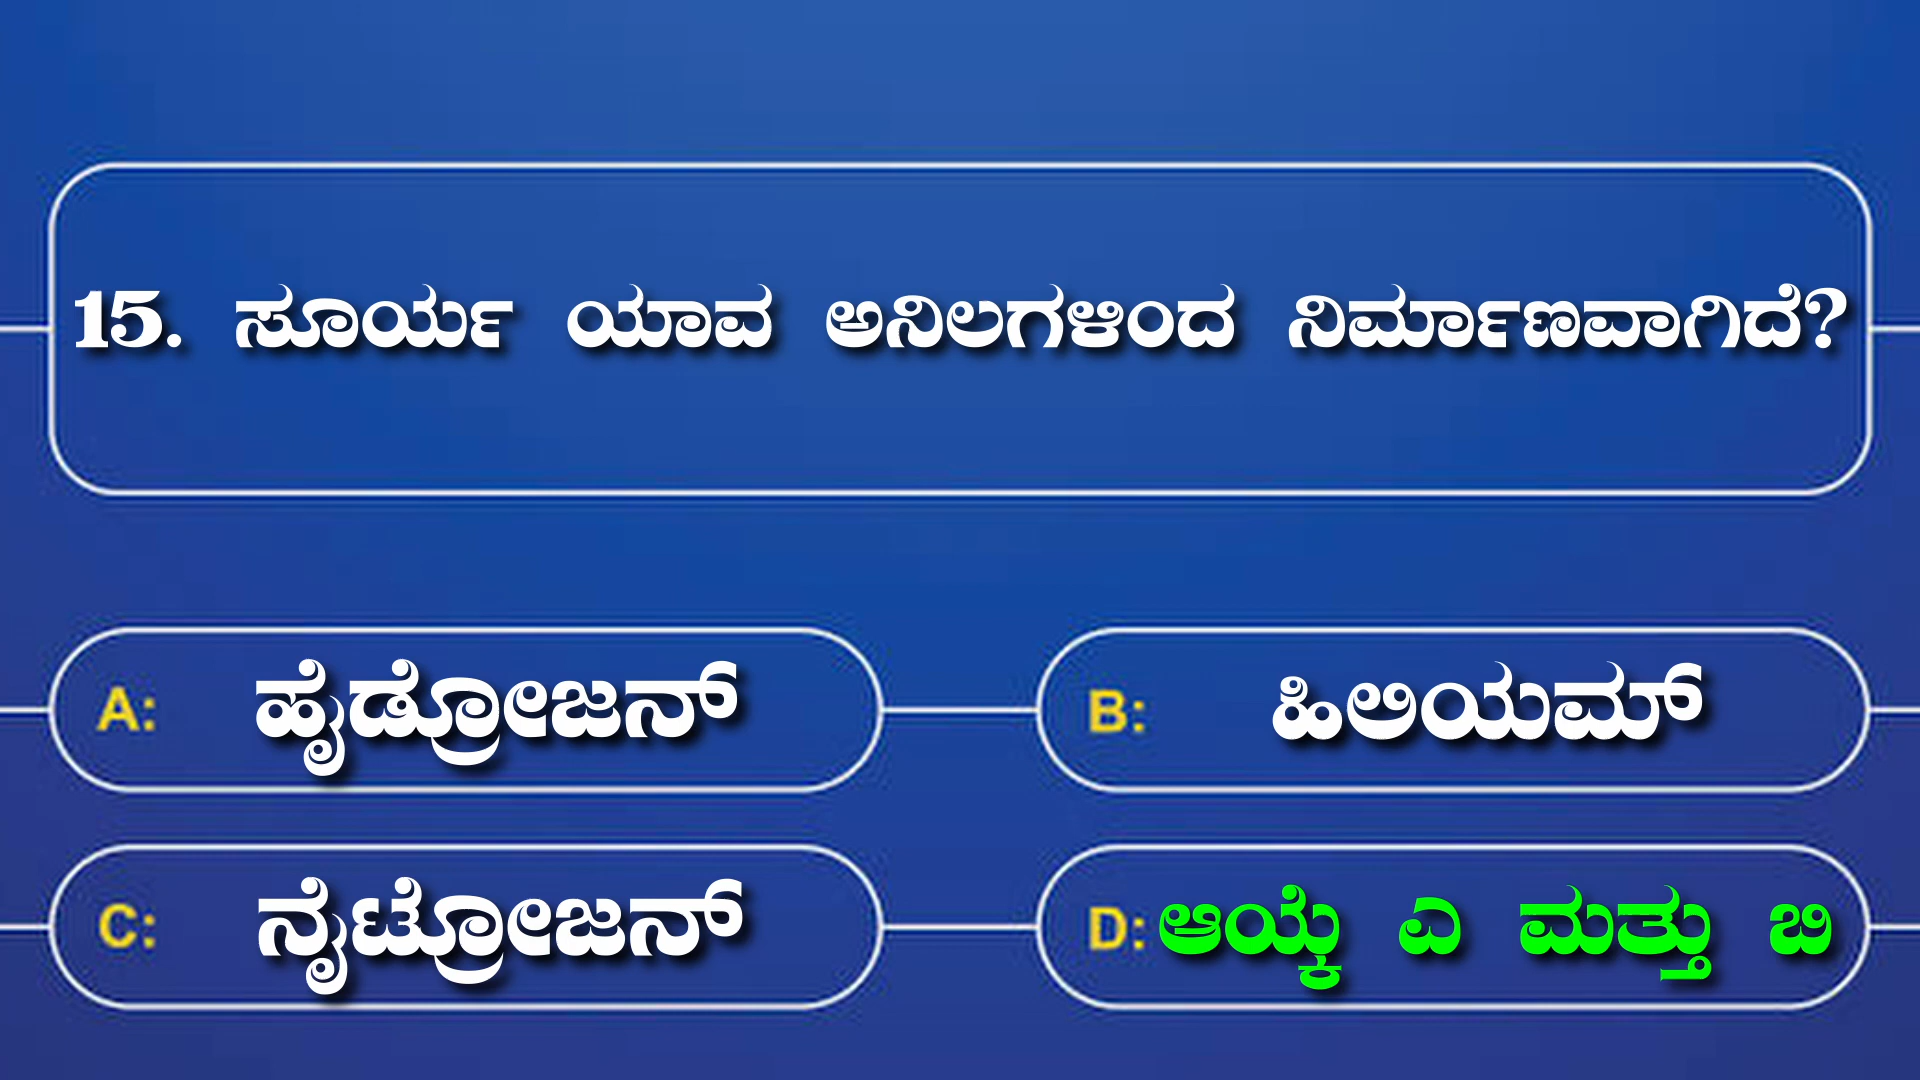 15. ಸೂರ್ಯ ಯಾವ ಅನಿಲಗಳಿಂದ ನಿರ್ಮಾಣವಾಗಿದೆ?
A: ಹೈಡ್ರೋಜನ್
B: ಹಿಲಿಯಮ್
C: ನೈಟ್ರೋಜನ್
D: ಆಯ್ಕೆ ಎ ಮತ್ತು ಬಿ